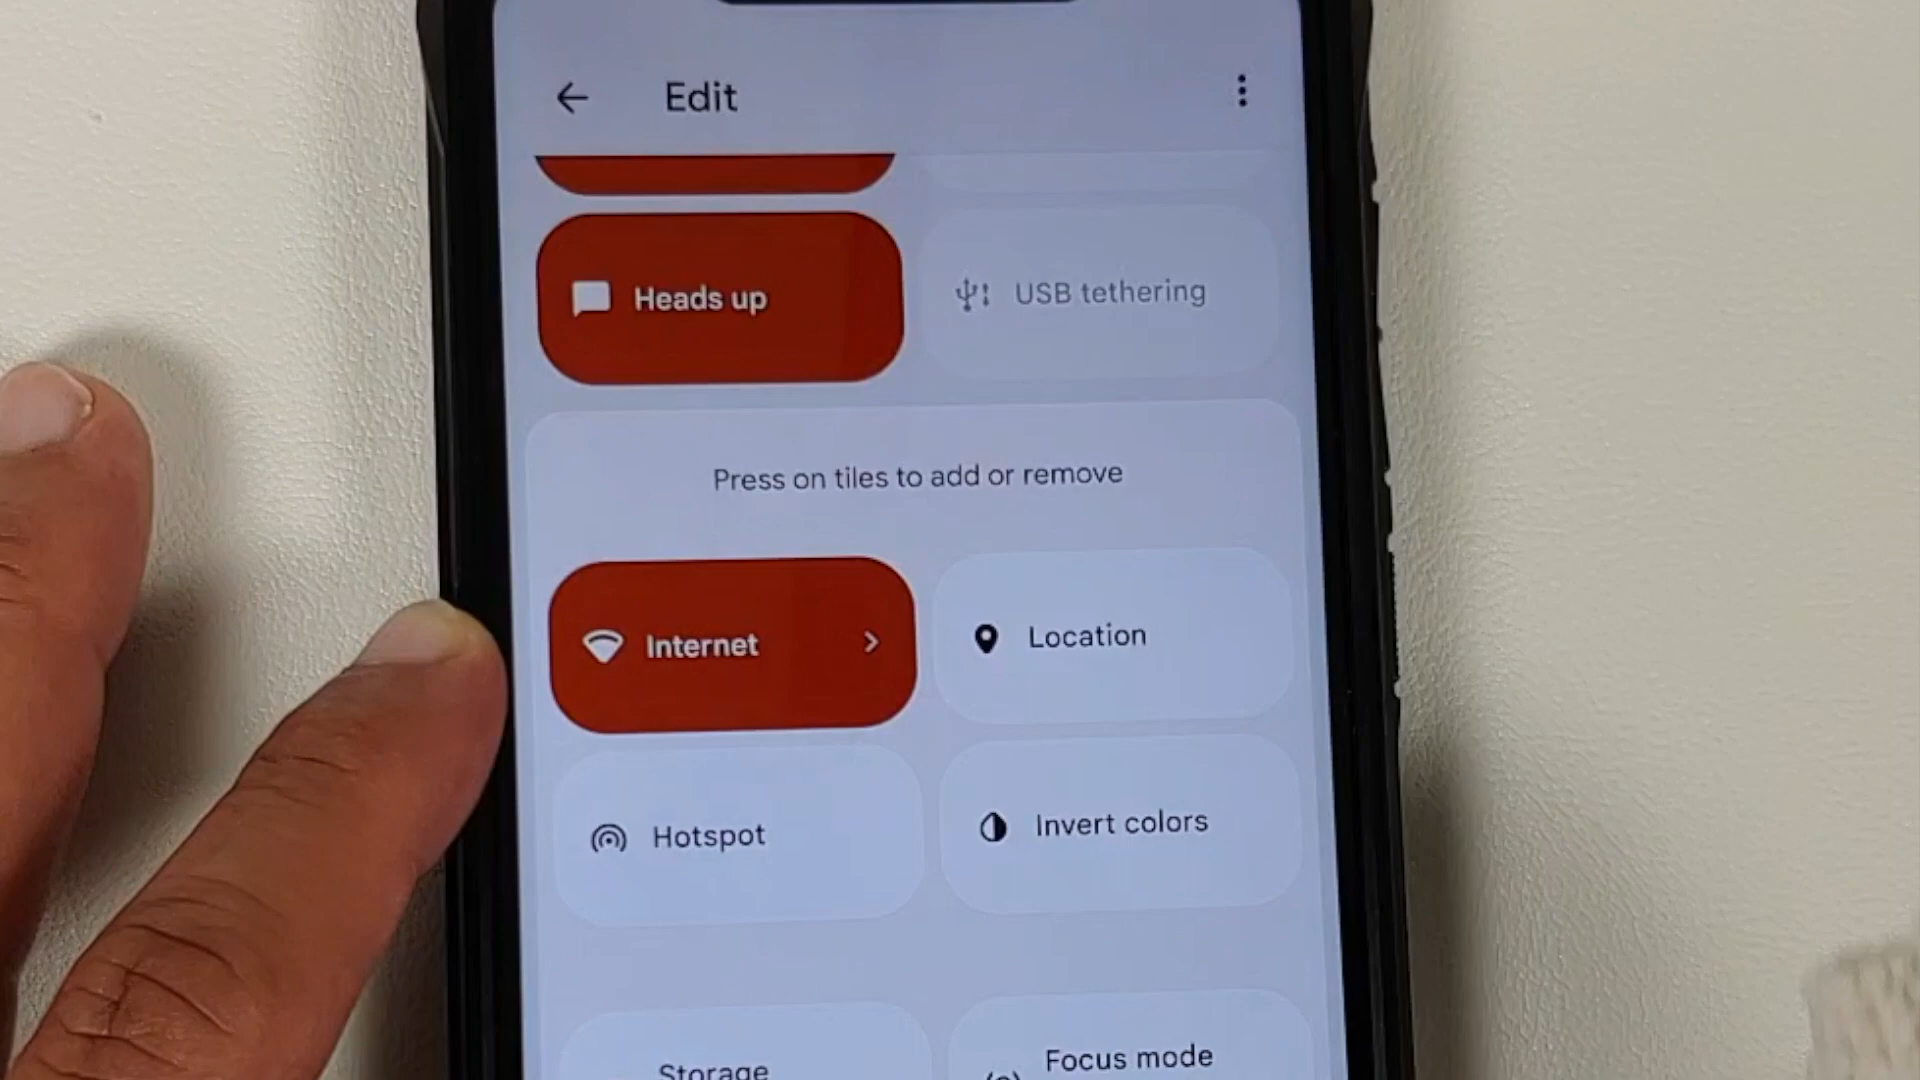 Edit
Heads up
USB tethering
Press on tiles to add or remove
Internet
Location
Hotspot
Invert colors
Storage
Focus mode